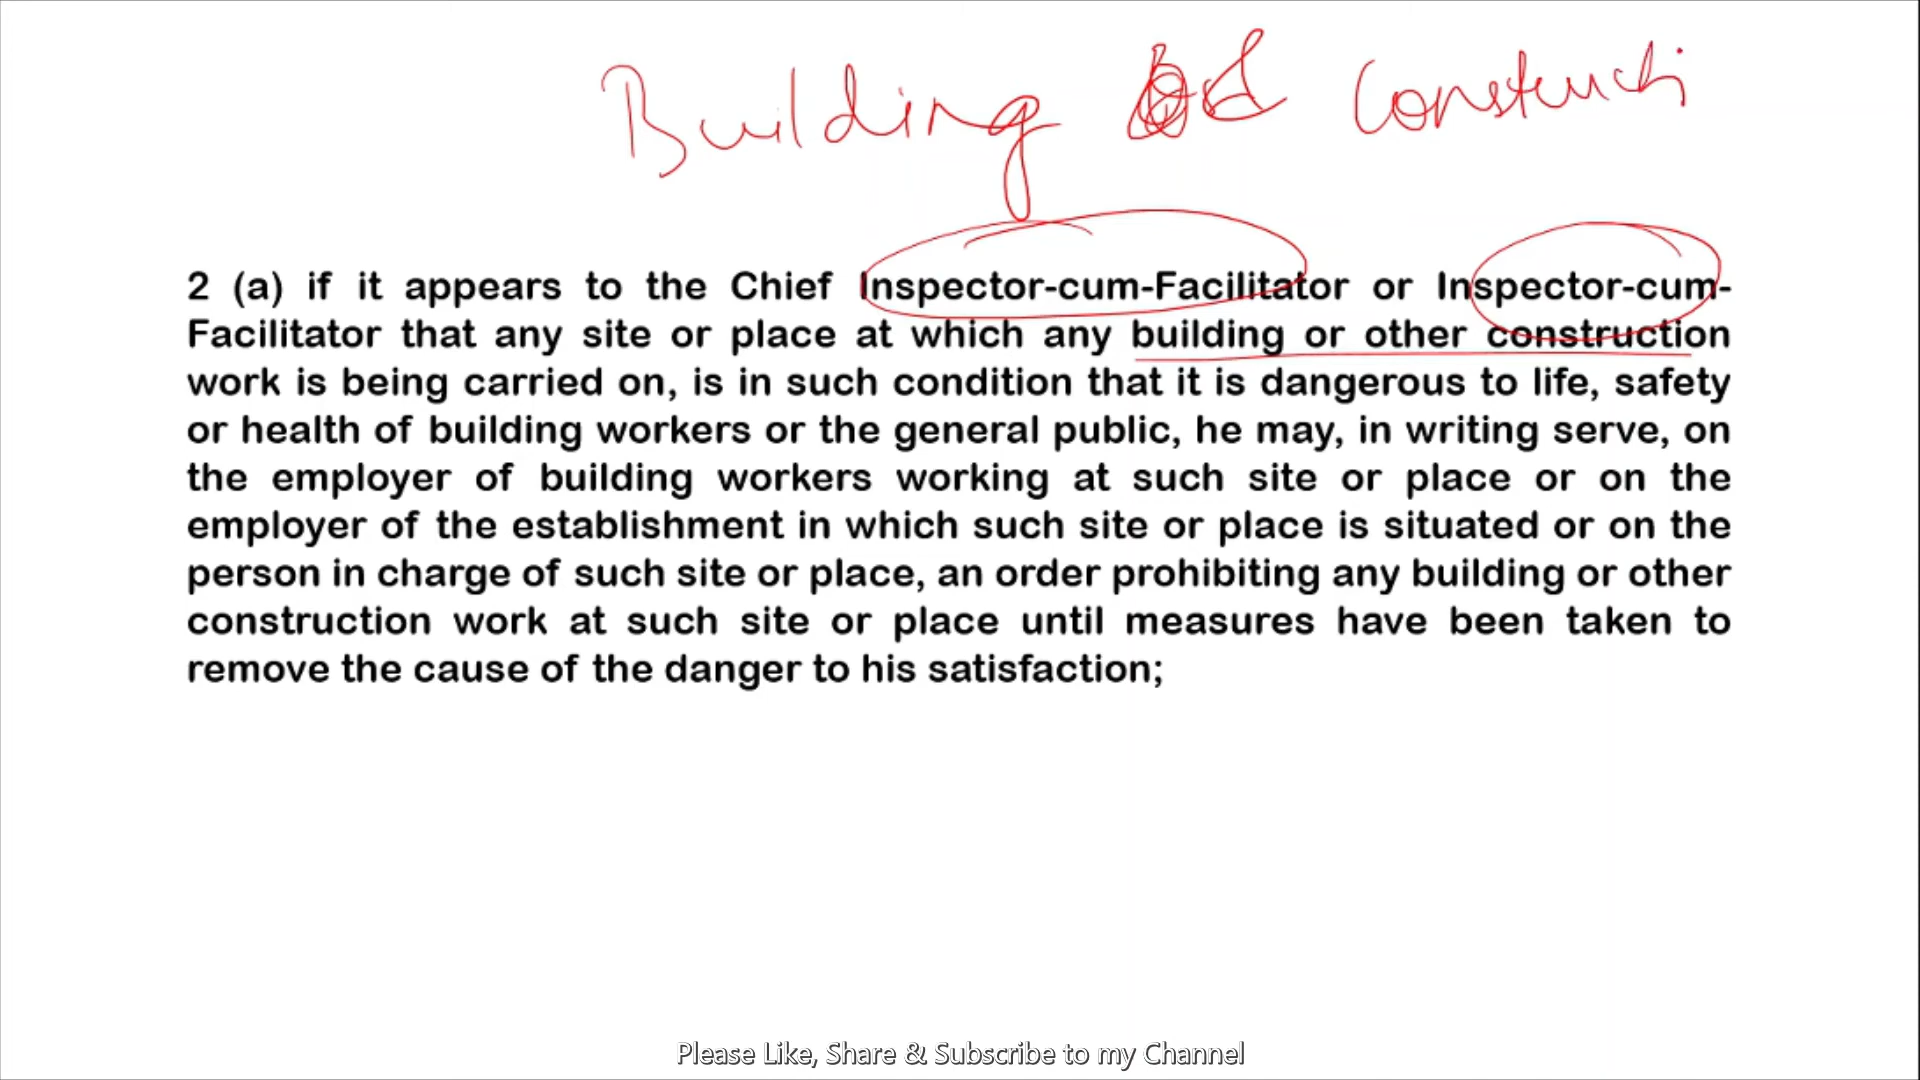 Building Constructi
2 (a) if it appears to the Chief Inspector-cum-Facilitator or Inspector-cum-
Facilitator that any site or place at which any building or other construction
work is being carried on, is in such condition that it is dangerous to life, safety
or health of building workers or the general public, he may, in writing serve, on
the employer of building workers working at such site or place or on the
employer of the establishment in which such site or place is situated or on the
person in charge of such site or place, an order prohibiting any building or other
construction work at such site or place until measures have been taken to
remove the cause of the danger to his satisfaction;
Please Like, Share & Subscribe to my Channel